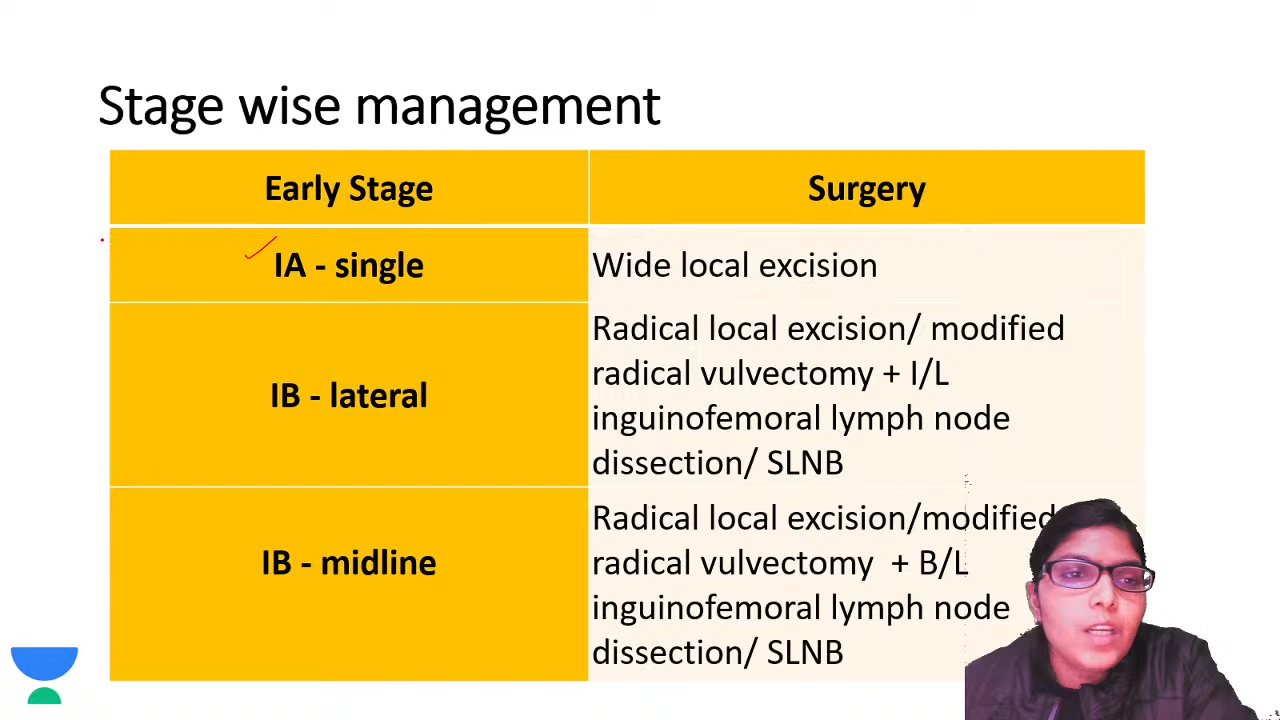 Stage wise management
Early Stage
Surgery
IA - single
Wide local excision
IB - lateral
Radical local excision/ modified
radical vulvectomy + I/L
inguinofemoral lymph node
dissection/ SLNB
IB - midline
Radical local excision/modified
radical vulvectomy + B/L
inguinofemoral lymph node
dissection/ SLNB